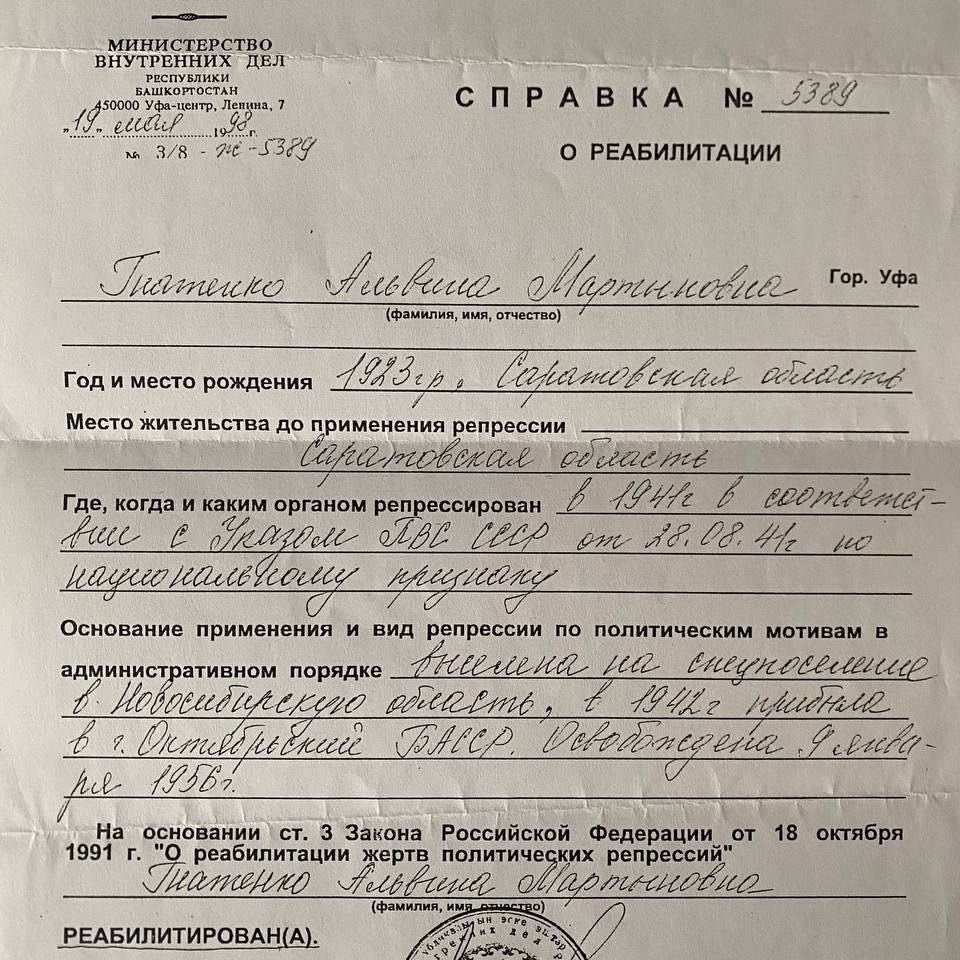 МИНИСТЕРСТВО
ВНУТРЕННИХ ДЕЛ
РЕСПУБЛИКИ
БАШКОРТОСТАН
450000 Уфа-центр, Ленина, 7
„19„ мая 1998 г.
№ 3/8 - ж-5389
СПРАВКА № 5389
О РЕАБИЛИТАЦИИ
Гнатенко Альвина Мартыновна Гор. Уфа
(фамилия, имя, отчество)
Год и место рождения 1923 гр., Саратовская область
Место жительства до применения репрессии
Саратовская область
Где, когда и каким органом репрессирован в 1941г в соответст-
вии с Указом ПВС СССР от 28.08.41г по
национальному признаку
Основание применения и вид репрессии по политическим мотивам в
административном порядке выселена на спецпоселение
в Новосибирскую область, в 1942г прибыла
в г. Октябрьский БАССР. Освобождена 9 янва-
ря 1956г.
На основании ст. 3 Закона Российской Федерации от 18 октября
1991 г. "О реабилитации жертв политических репрессий"
Гнатенко Альвина Мартыновна
(фамилия, имя, отчество)
РЕАБИЛИТИРОВАН(А).